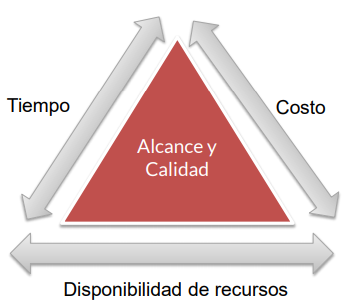 Tiempo
Costo
Alcance y
Calidad
Disponibilidad de recursos